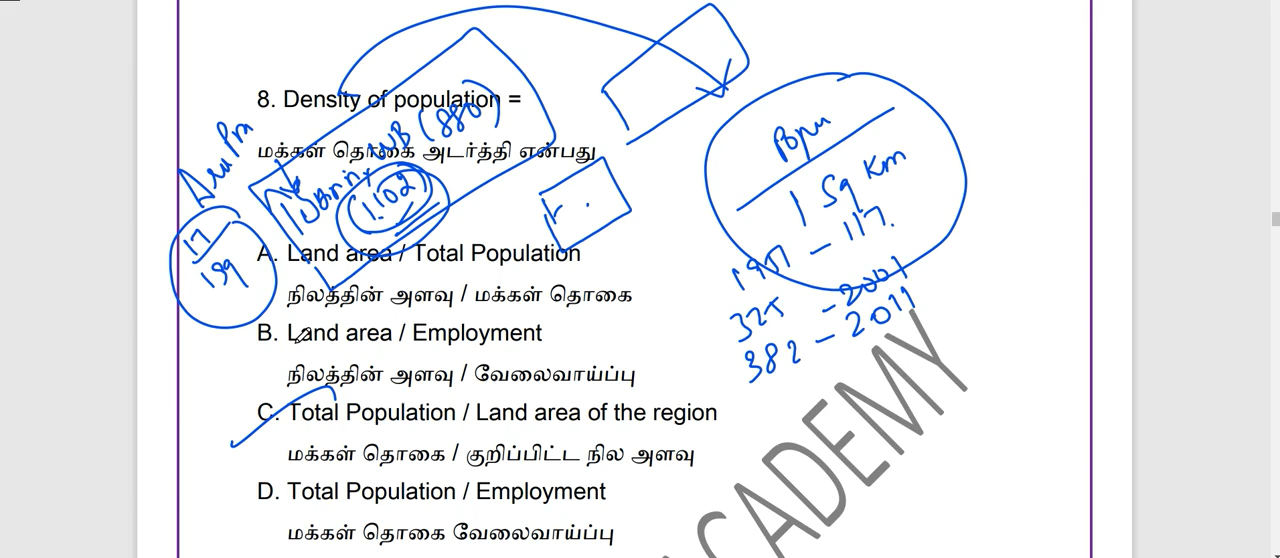 8. Density of population =
மக்கள் தொகை அடர்த்தி என்பது
WB (880)
(1.102)
17
199
Popu
1 Sq Km
1951 – 117.
325 – 2001
382 – 2011
A. Land area / Total Population
நிலத்தின் அளவு / மக்கள் தொகை
B. Land area / Employment
நிலத்தின் அளவு / வேலைவாய்ப்பு
C. Total Population / Land area of the region
மக்கள் தொகை / குறிப்பிட்ட நில அளவு
D. Total Population / Employment
மக்கள் தொகை வேலைவாய்ப்பு
CADEMY